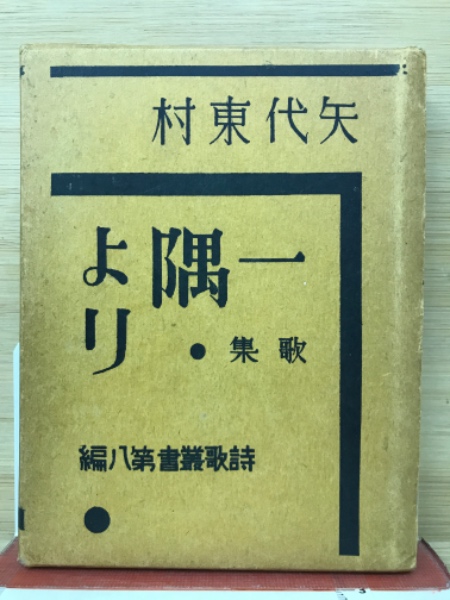 矢代東村
一隅より
歌集・
詩歌叢書第八編